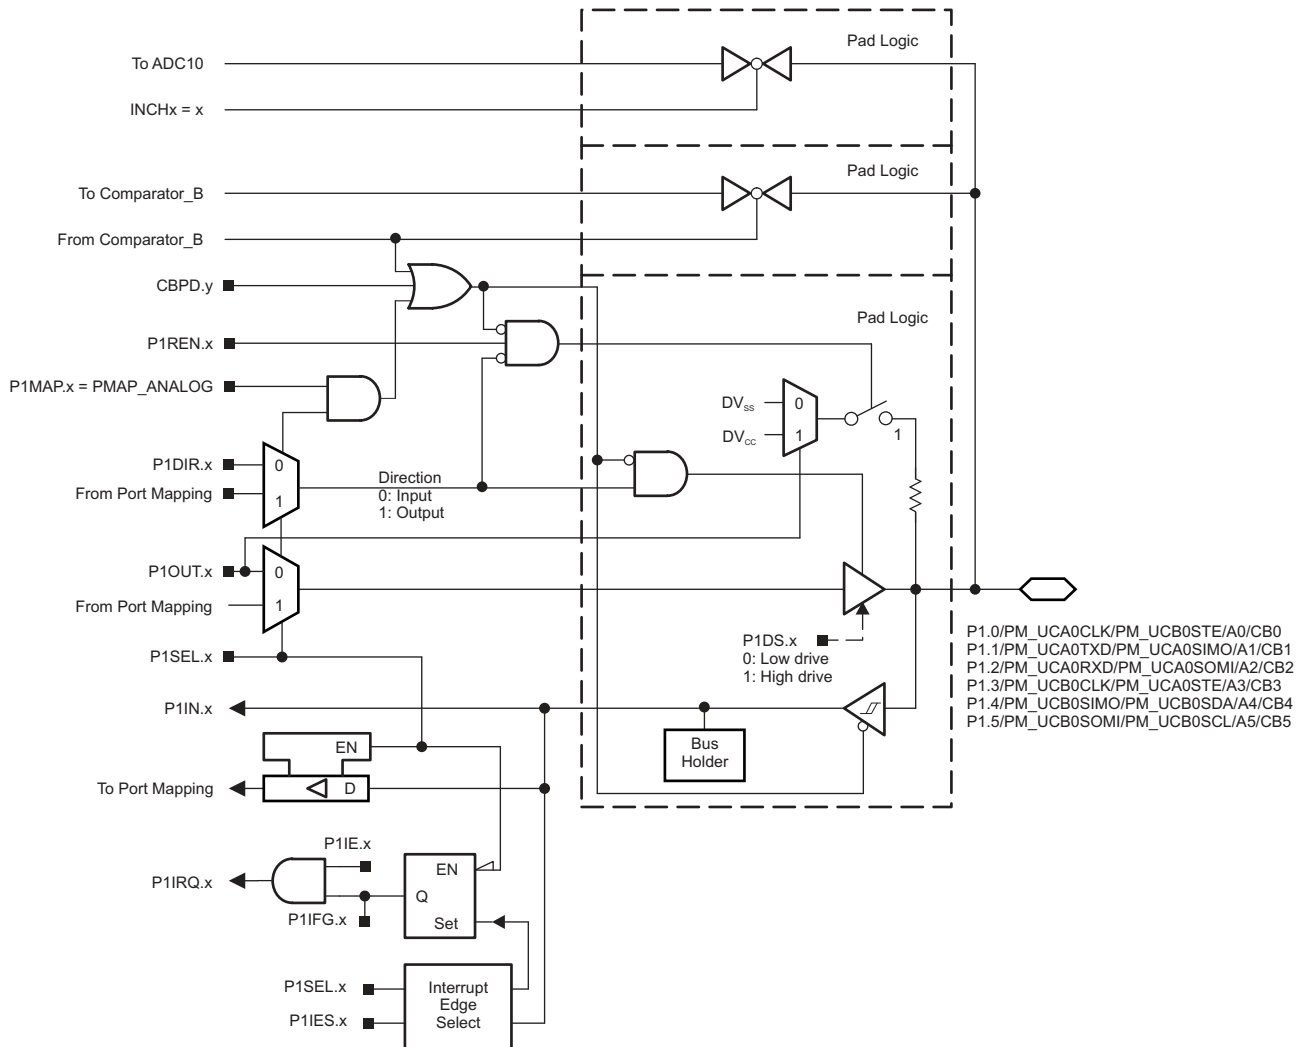 Pad Logic
To ADC10
INCHx = x
Pad Logic
To Comparator_B
From Comparator_B
CBPD.y
Pad Logic
P1REN.x
P1MAP.x = PMAP_ANALOG
DVSS
0
DVCC
1
1
P1DIR.x
0
From Port Mapping
1
Direction
0: Input
1: Output
P1OUT.x
0
From Port Mapping
1
P1SEL.x
P1DS.x
0: Low drive
1: High drive
P1.0/PM_UCA0CLK/PM_UCB0STE/A0/CB0
P1.1/PM_UCA0TXD/PM_UCA0SIMO/A1/CB1
P1.2/PM_UCA0RXD/PM_UCA0SOMI/A2/CB2
P1.3/PM_UCB0CLK/PM_UCA0STE/A3/CB3
P1.4/PM_UCB0SIMO/PM_UCB0SDA/A4/CB4
P1.5/PM_UCB0SOMI/PM_UCB0SCL/A5/CB5
P1IN.x
Bus
Holder
EN
To Port Mapping
D
P1IE.x
P1IRQ.x
EN
Q
P1IFG.x
Set
P1SEL.x
P1IES.x
Interrupt
Edge
Select